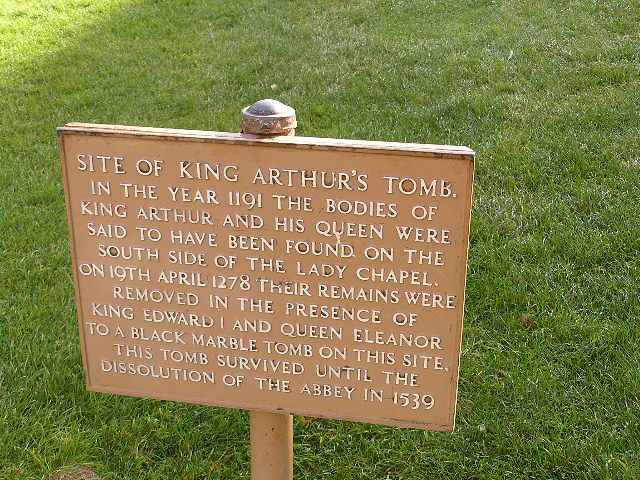 SITE OF KING ARTHUR'S TOMB.
IN THE YEAR 1191 THE BODIES OF
KING ARTHUR AND HIS QUEEN WERE
SAID TO HAVE BEEN FOUND ON THE
SOUTH SIDE OF THE LADY CHAPEL.
ON 19TH APRIL 1278 THEIR REMAINS WERE
REMOVED IN THE PRESENCE OF
KING EDWARD I AND QUEEN ELEANOR
TO A BLACK MARBLE TOMB ON THIS SITE.
THIS TOMB SURVIVED UNTIL THE
DISSOLUTION OF THE ABBEY IN 1539